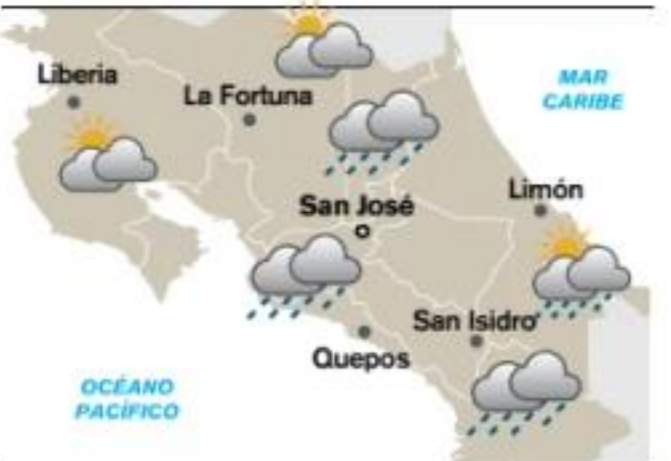 Liberia
La Fortuna
MAR
CARIBE
San José
Limón
San Isidro
Quepos
OCÉANO
PACÍFICO